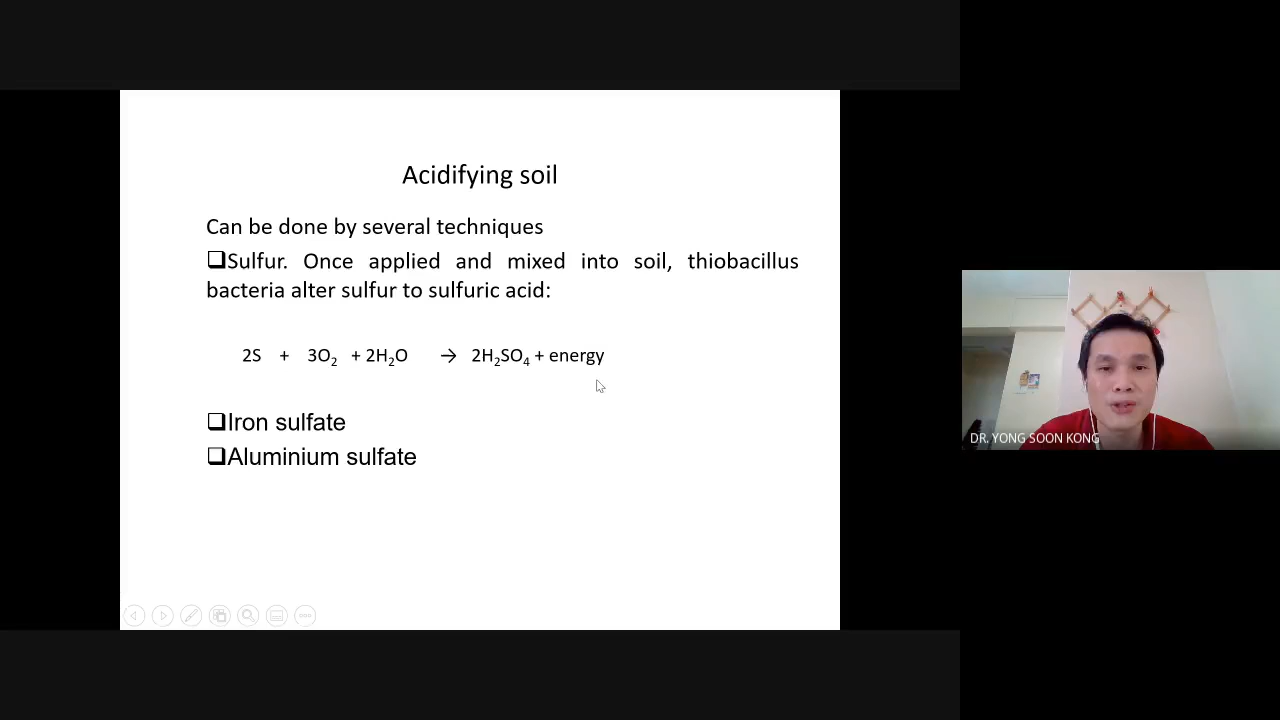 Acidifying soil
Can be done by several techniques
❑Sulfur. Once applied and mixed into soil, thiobacillus
bacteria alter sulfur to sulfuric acid:
2S + 3O₂ + 2H₂O → 2H₂SO₄ + energy
❑Iron sulfate
❑Aluminium sulfate
DR. YONG SOON KONG